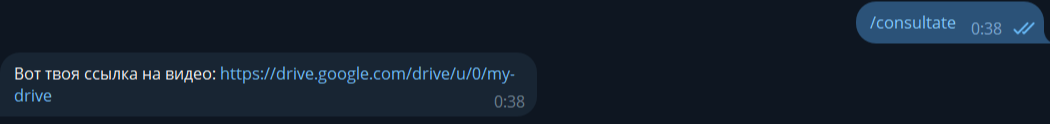 /consultate 0:38
Вот твоя ссылка на видео: https://drive.google.com/drive/u/0/my-
drive
0:38